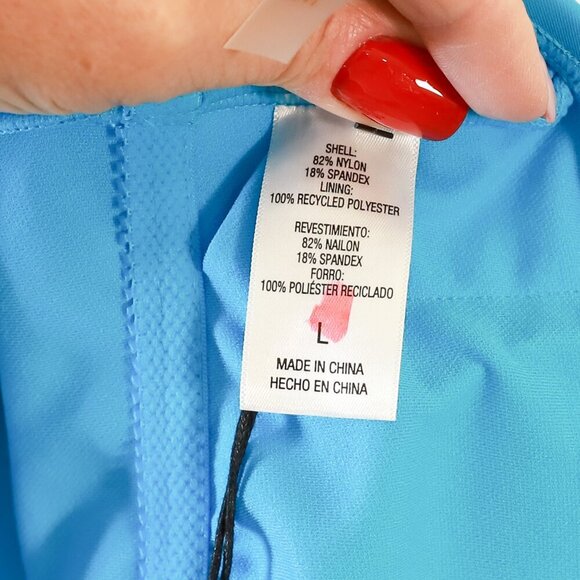 SHELL:
82% NYLON
18% SPANDEX
LINING:
100% RECYCLED POLYESTER
REVESTIMIENTO:
82% NAILON
18% SPANDEX
FORRO:
100% POLIÉSTER RECICLADO
L
MADE IN CHINA
HECHO EN CHINA